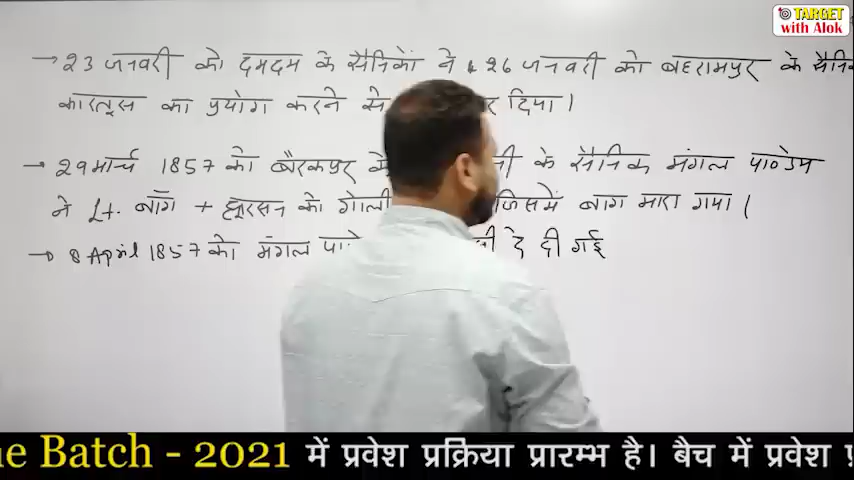 TARGET
with Alok
→ 23 जनवरी को दमदम के सैनिकों ने व 26 जनवरी को बहरामपुर के
कारतूस का प्रयोग करने से दिया।
→ 29 मार्च 1857 को बैरकपुर के सैनिक मंगल पाण्डेय
ने Lt. बॉग + ह्यूरसन को गोली जिसमें बाग मारा गया।
→ 8 April 1857 को मंगल दे दी गई
Batch - 2021 में प्रवेश प्रक्रिया प्रारम्भ है। बैच में प्रवेश